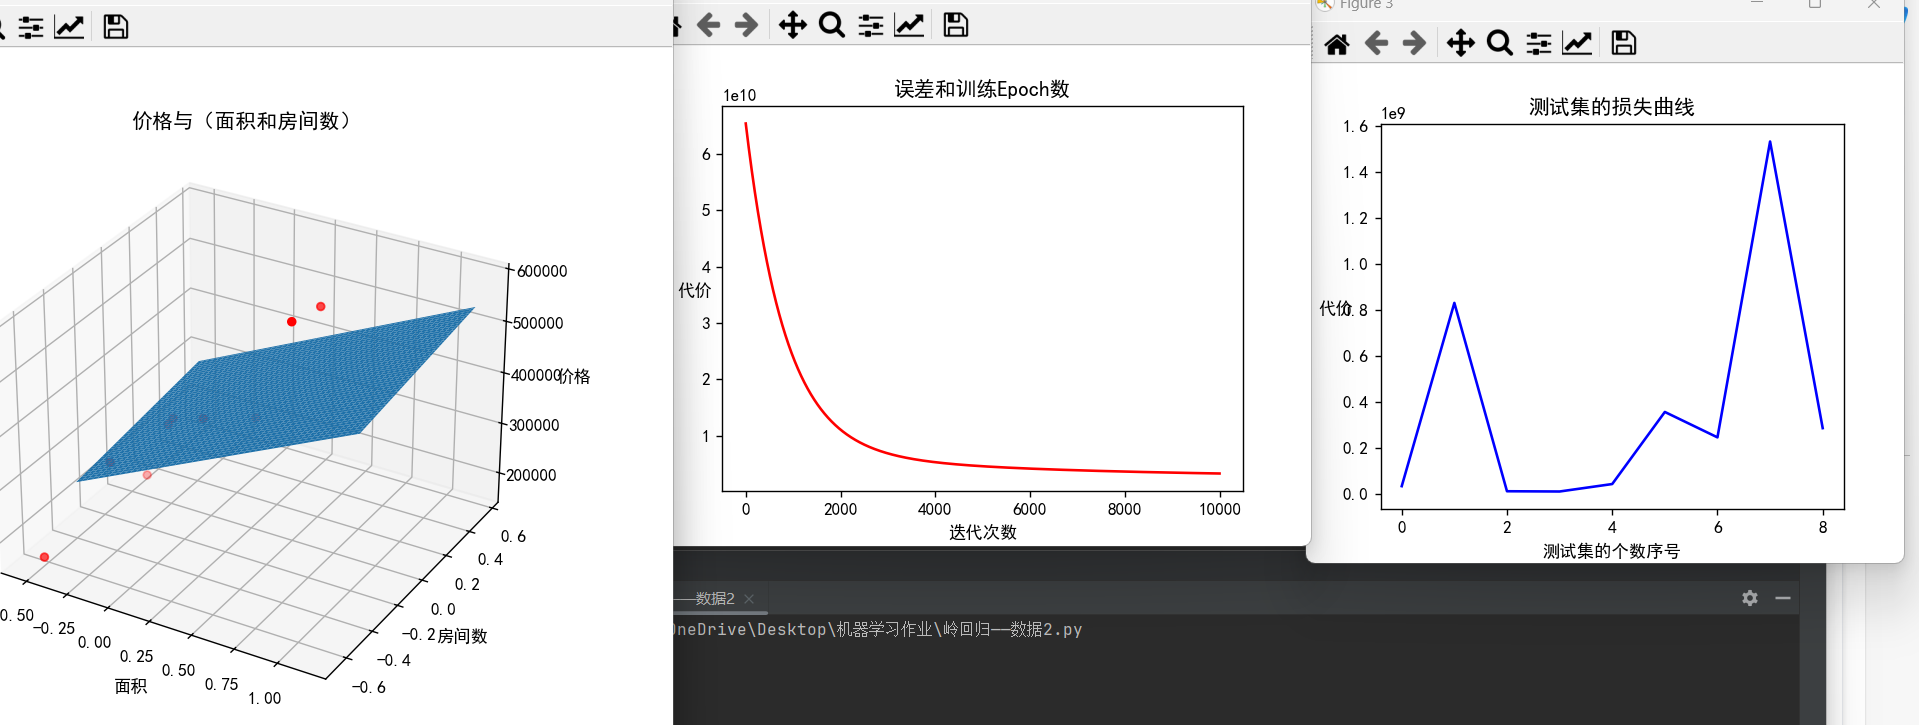 价格与（面积和房间数）
600000
500000
400000价格
300000
200000
0.6
0.4
0.2
0.0
-0.2房间数
-0.4
-0.6
0.50
-0.25
0.00
0.25
0.50
0.75
1.00
面积
误差和训练Epoch数
1e10
6
5
4
代价
3
2
1
0 2000 4000 6000 8000 10000
迭代次数
Figure 3
测试集的损失曲线
1e9
1.6
1.4
1.2
1.0
代价0.8
0.6
0.4
0.2
0.0
0 2 4 6 8
测试集的个数序号
——数据2 ×
OneDrive\Desktop\机器学习作业\岭回归——数据2.py